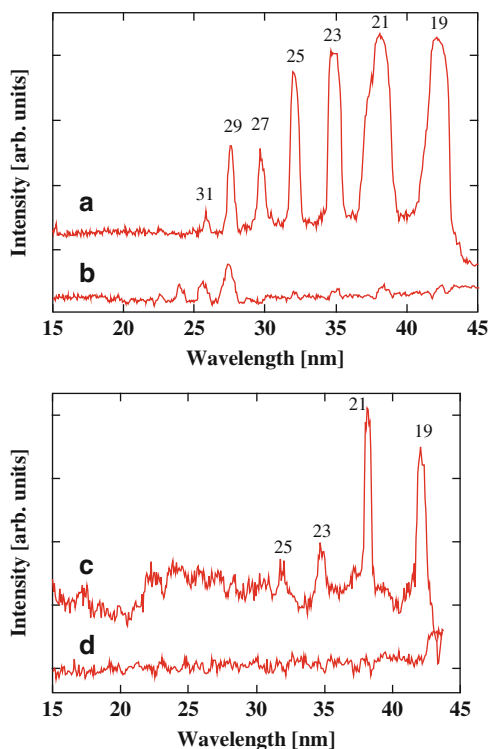 19
21
23
25
29
27
31
a
b
Intensity [arb. units]
15 20 25 30 35 40 45
Wavelength [nm]
21
19
23
25
c
d
Intensity [arb. units]
15 20 25 30 35 40 45
Wavelength [nm]